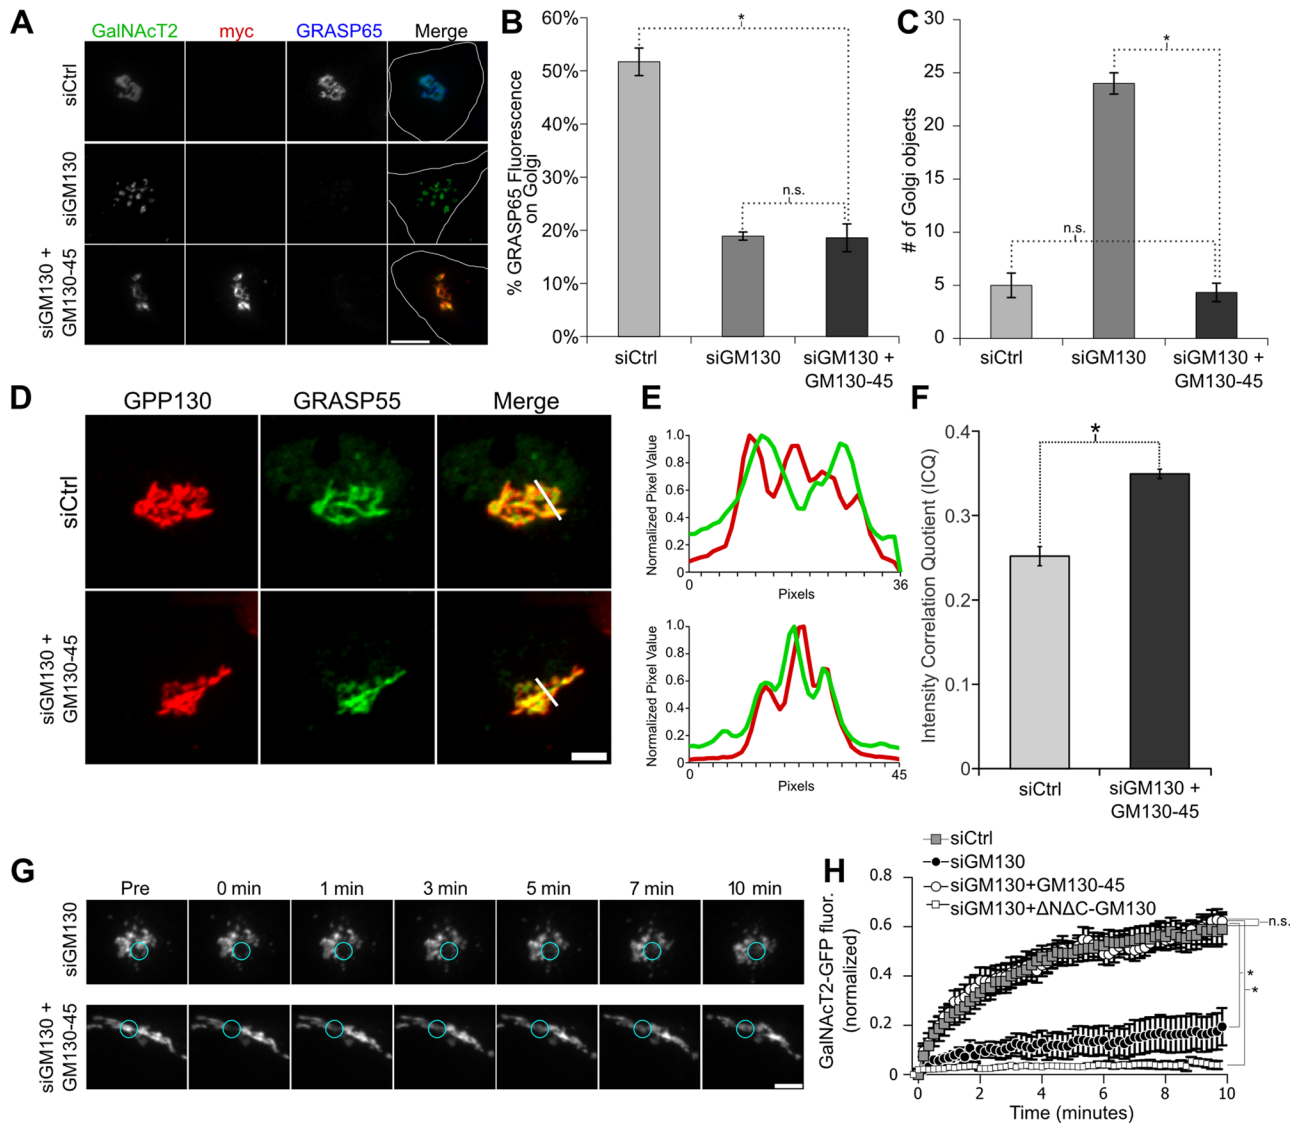 A
GalNAcT2 myc GRASP65 Merge
siCtrl
siGM130
siGM130 +
GM130-45
B
% GRASP65 Fluorescence
on Golgi
60%
50%
40%
30%
20%
10%
0%
*
n.s.
siCtrl siGM130 siGM130 +
GM130-45
C
# of Golgi objects
30
25
20
15
10
5
0
*
n.s.
siCtrl siGM130 siGM130 +
GM130-45
D
GPP130 GRASP55 Merge
siCtrl
siGM130 +
GM130-45
E
Normalized Pixel Value
1.0
0.8
0.6
0.4
0.2
0
0 36
Pixels
Normalized Pixel Value
1.0
0.8
0.6
0.4
0.2
0
0 45
Pixels
F
Intensity Correlation Quotient (ICQ)
0.4
0.3
0.2
0.1
0
*
siCtrl siGM130 +
GM130-45
G
Pre 0 min 1 min 3 min 5 min 7 min 10 min
siGM130
siGM130 +
GM130-45
H
siCtrl
siGM130
siGM130+GM130-45
siGM130+ΔNΔC-GM130
GalNAcT2-GFP fluor.
(normalized)
0.8
0.6
0.4
0.2
0
n.s.
*
*
0 2 4 6 8 10
Time (minutes)